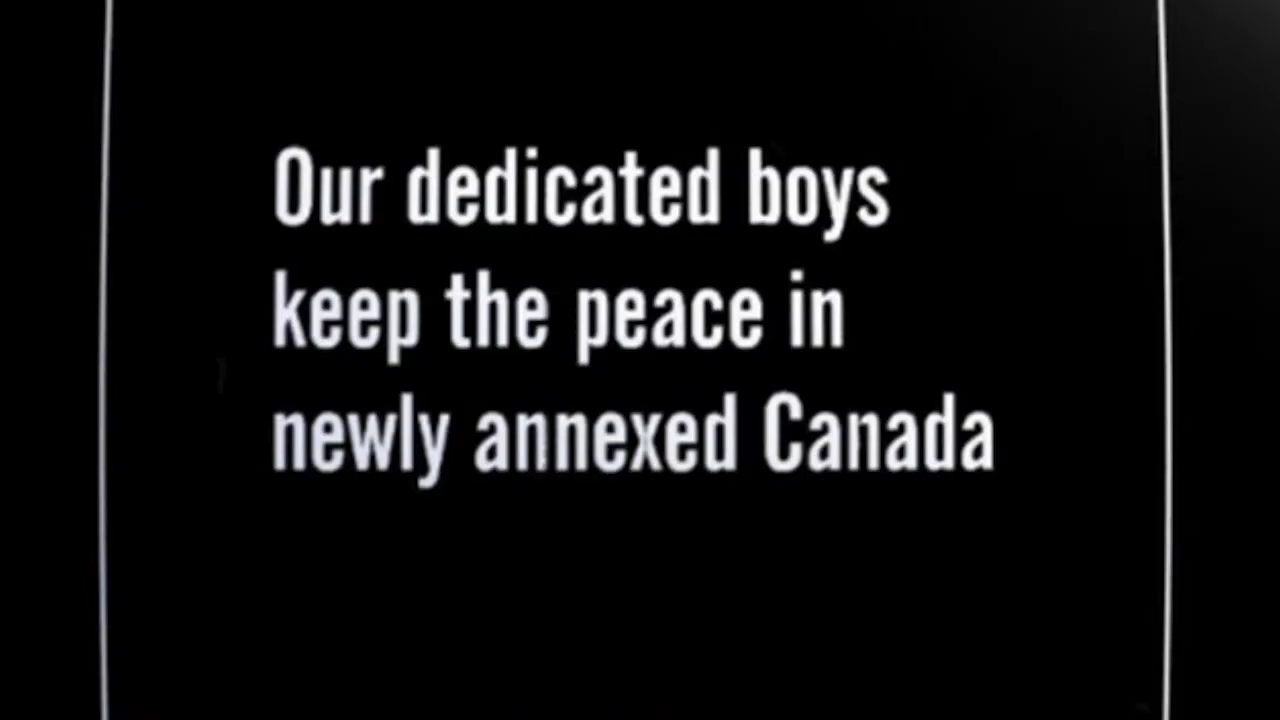 Our dedicated boys
keep the peace in
newly annexed Canada